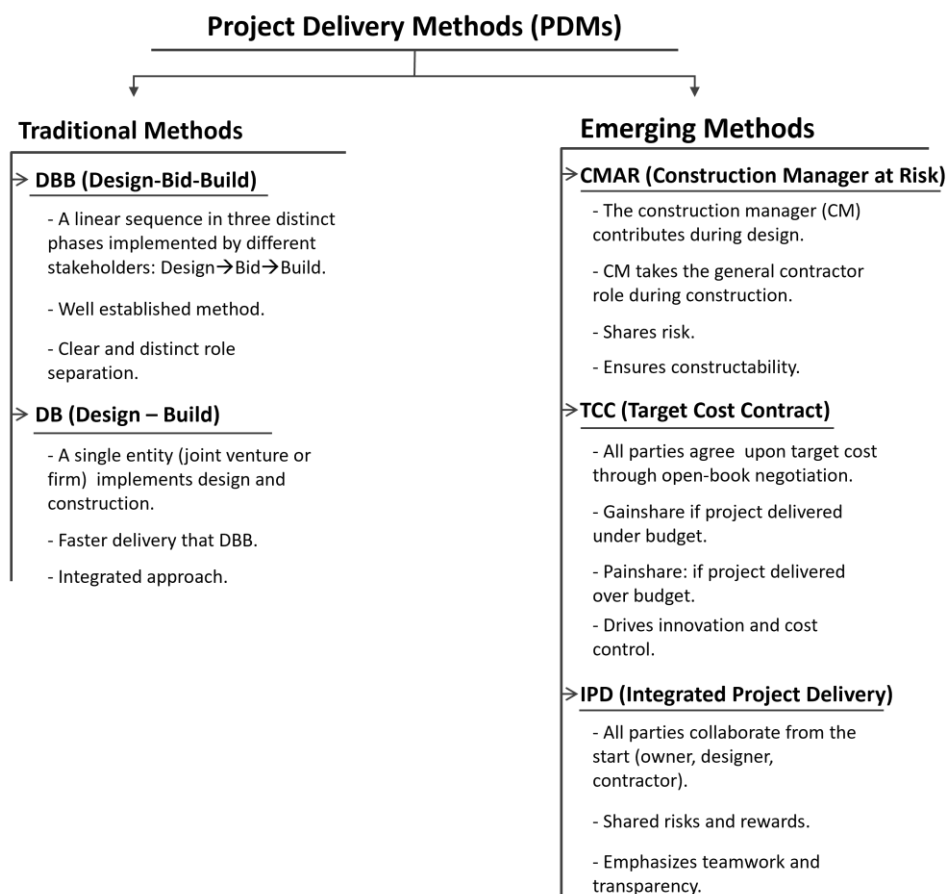 Project Delivery Methods (PDMs)
Traditional Methods
DBB (Design-Bid-Build)
- A linear sequence in three distinct
phases implemented by different
stakeholders: Design→Bid→Build.
- Well established method.
- Clear and distinct role
separation.
DB (Design – Build)
- A single entity (joint venture or
firm)  implements design and
construction.
- Faster delivery that DBB.
- Integrated approach.
Emerging Methods
CMAR (Construction Manager at Risk)
- The construction manager (CM)
contributes during design.
- CM takes the general contractor
role during construction.
- Shares risk.
- Ensures constructability.
TCC (Target Cost Contract)
- All parties agree  upon target cost
through open-book negotiation.
- Gainshare if project delivered
under budget.
- Painshare: if project delivered
over budget.
- Drives innovation and cost
control.
IPD (Integrated Project Delivery)
- All parties collaborate from the
start (owner, designer,
contractor).
- Shared risks and rewards.
- Emphasizes teamwork and
transparency.